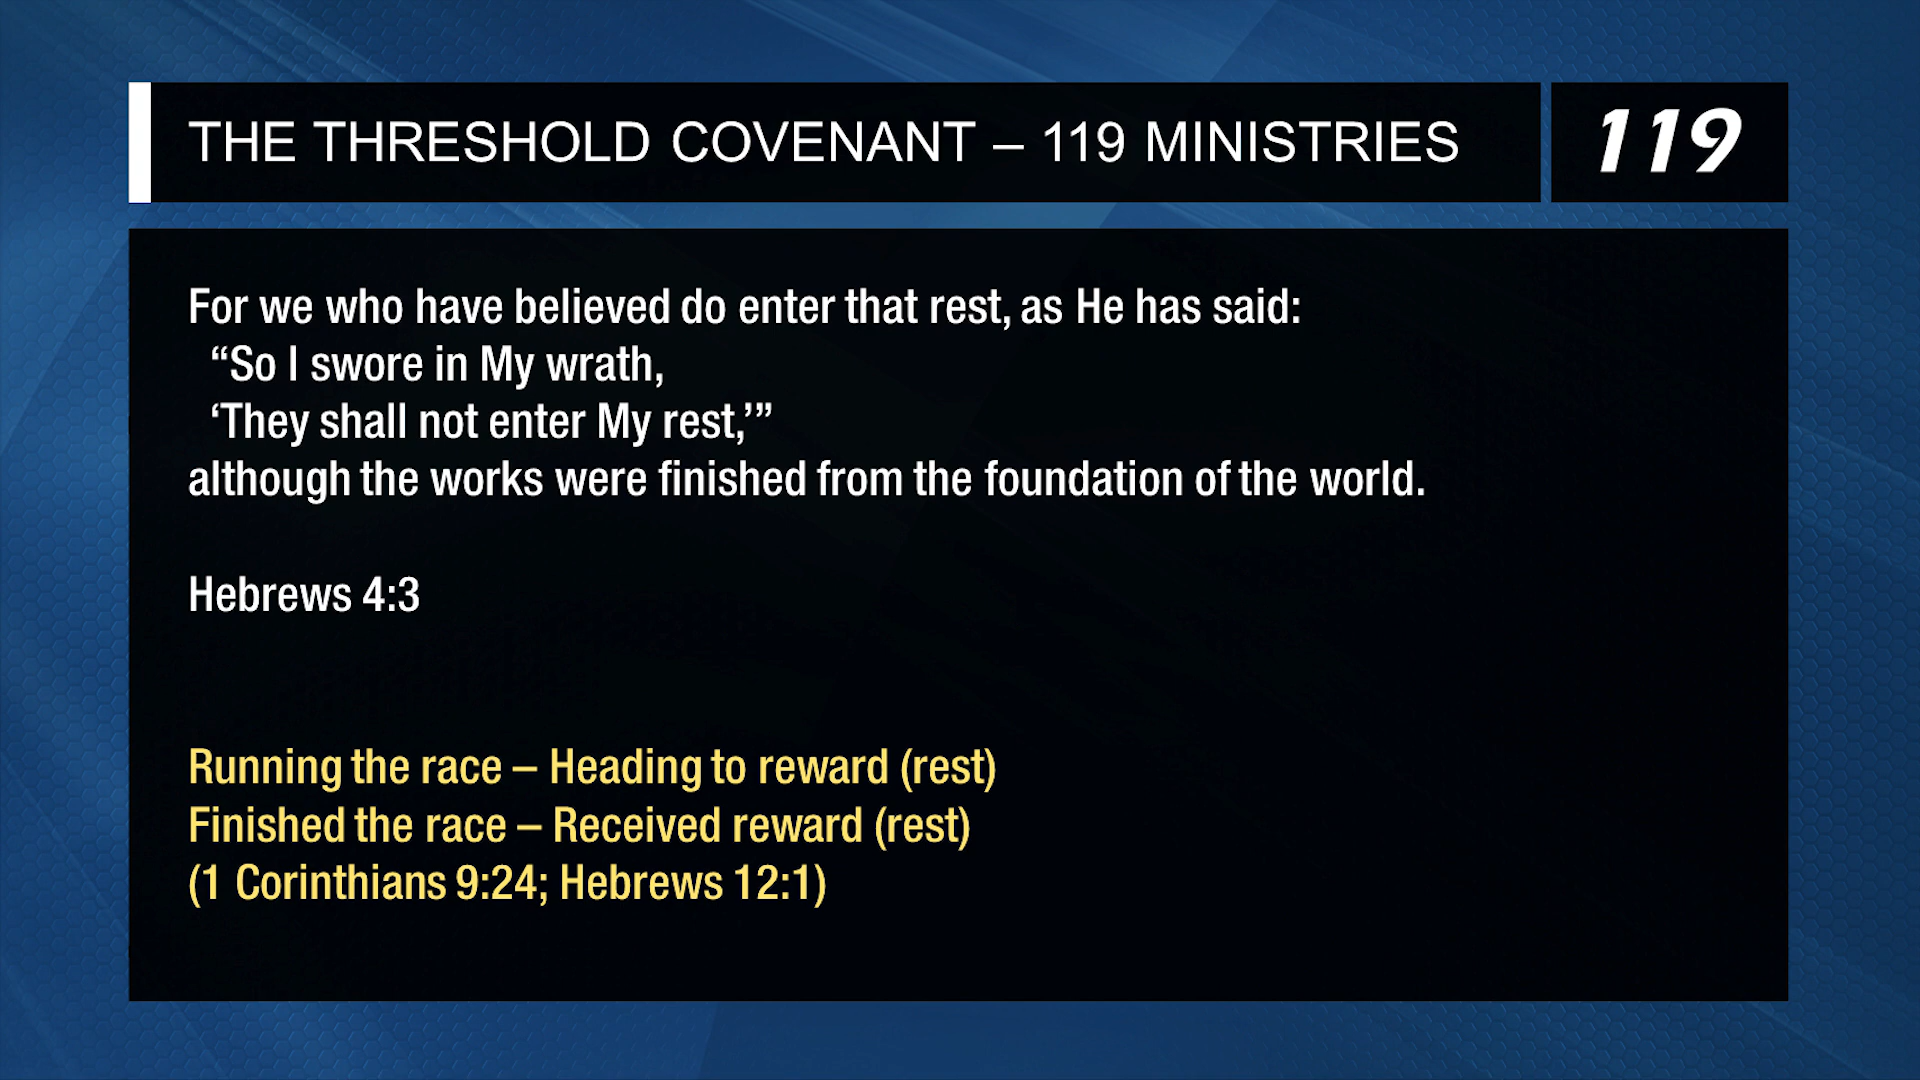 THE THRESHOLD COVENANT – 119 MINISTRIES
119
For we who have believed do enter that rest, as He has said:
“So I swore in My wrath,
‘They shall not enter My rest,’”
although the works were finished from the foundation of the world.
Hebrews 4:3
Running the race – Heading to reward (rest)
Finished the race – Received reward (rest)
(1 Corinthians 9:24; Hebrews 12:1)